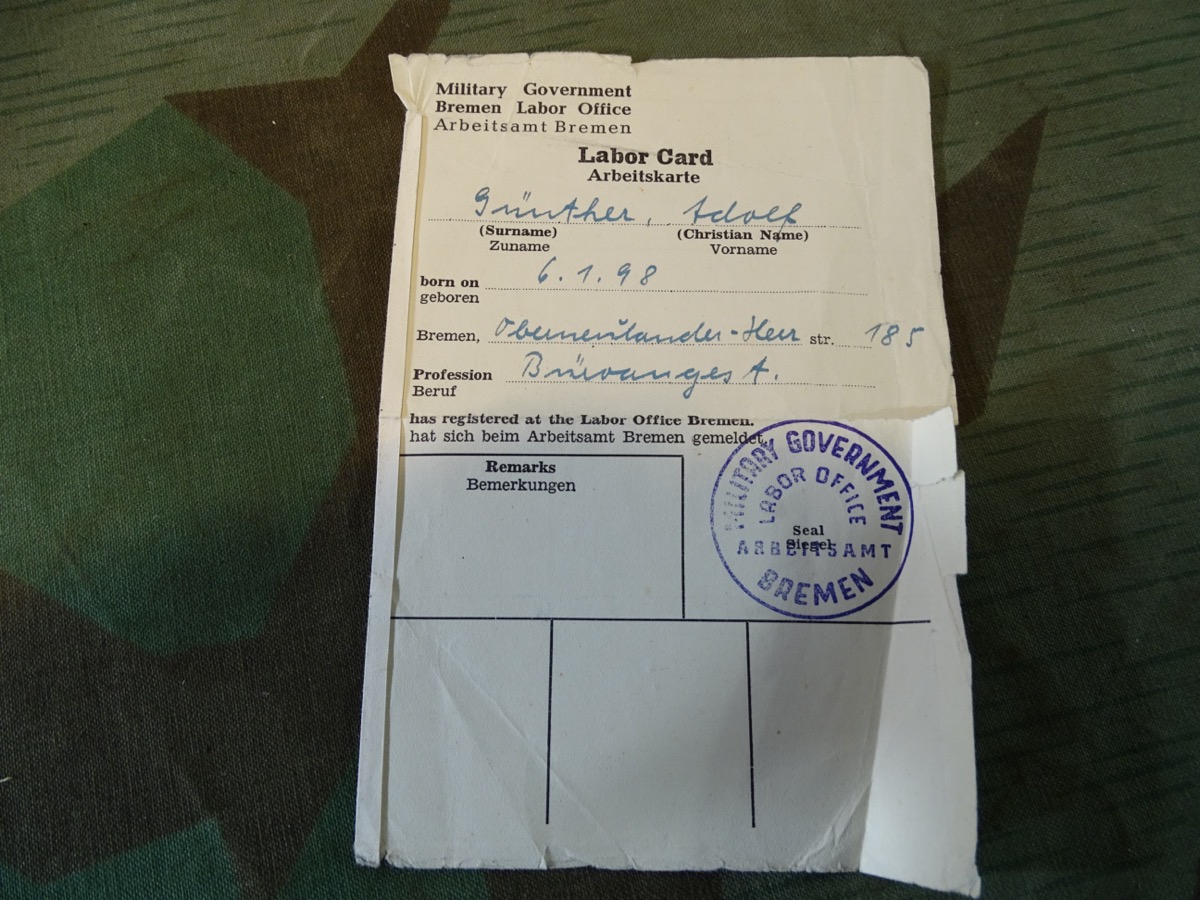 Military Government
Bremen Labor Office
Arbeitsamt Bremen
Labor Card
Arbeitskarte
Günther, Adolf
(Surname) (Christian Name)
Zuname Vorname
born on 6.1.98
geboren
Bremen, str. 185
Profession
Beruf
has registered at the Labor Office Bremen.
hat sich beim Arbeitsamt Bremen gemeldet.
Remarks
Bemerkungen
MILITARY GOVERNMENT
LABOR OFFICE
Seal
Siegel
ARBEITSAMT
BREMEN